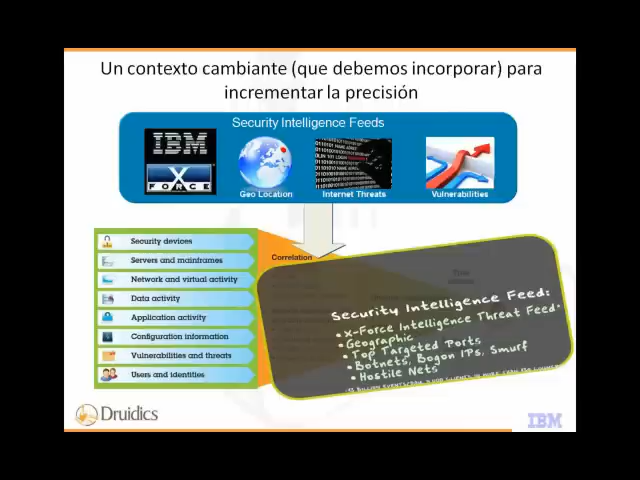 Un contexto cambiante (que debemos incorporar) para
incrementar la precisión
Security Intelligence Feeds
IBM
X
FORCE
Geo Location
Internet Threats
Vulnerabilities
Security devices
Servers and mainframes
Network and virtual activity
Data activity
Application activity
Configuration information
Vulnerabilities and threats
Users and identities
Correlation
Security Intelligence Feed:
• X-Force Intelligence Threat Feed*
• Geographic
• Top Targeted Ports
• Botnets, Bogon IPs, Smurf
• Hostile Nets
Druidics
IBM